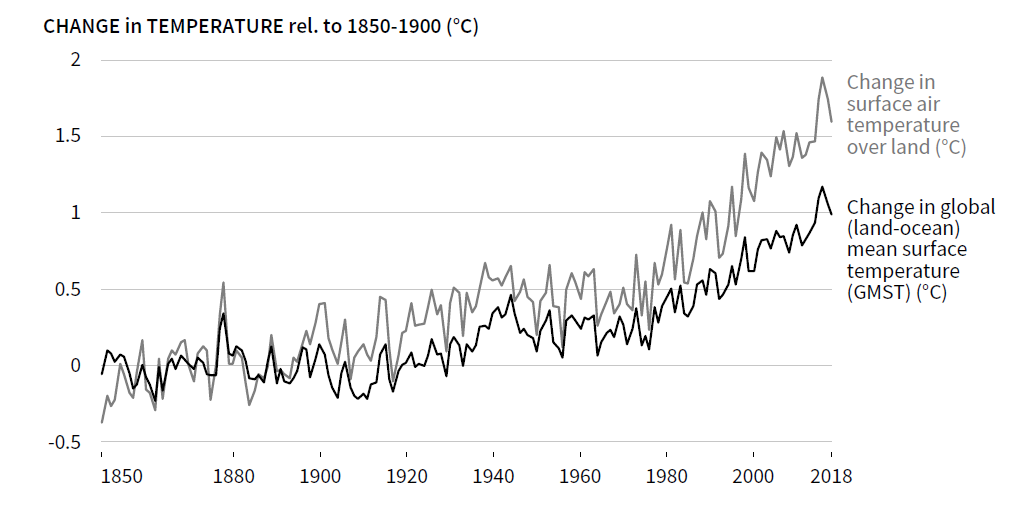 CHANGE in TEMPERATURE rel. to 1850-1900 (°C)
2
1.5
1
0.5
0
-0.5
1850
1880
1900
1920
1940
1960
1980
2000
2018
Change in
surface air
temperature
over land (°C)
Change in global
(land-ocean)
mean surface
temperature
(GMST) (°C)